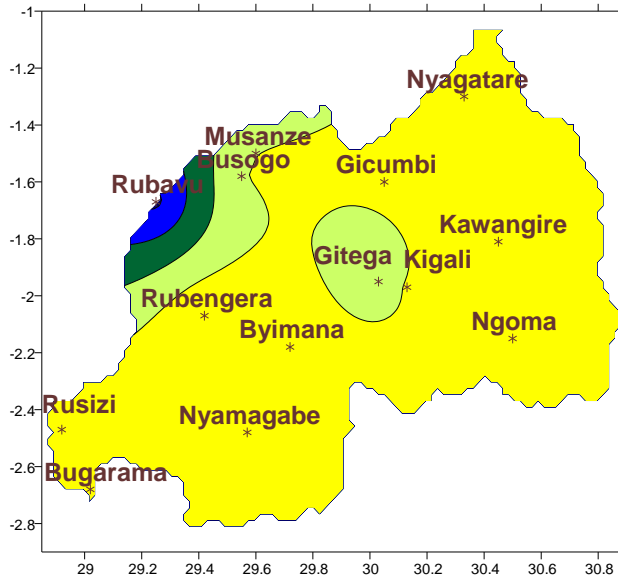 -1
-1.2
-1.4
-1.6
-1.8
-2
-2.2
-2.4
-2.6
-2.8
Nyagatare
Musanze
Busogo
Gicumbi
Rubavu
Kawangire
Gitega
Kigali
Rubengera
Byimana
Ngoma
Rusizi
Nyamagabe
Bugarama
29 29.2 29.4 29.6 29.8 30 30.2 30.4 30.6 30.8